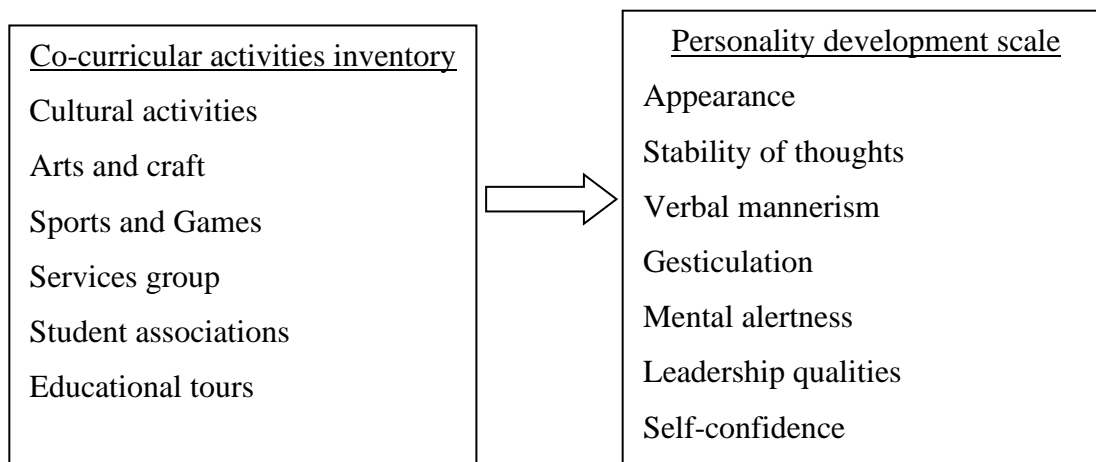 Co-curricular activities inventory
Cultural activities
Arts and craft
Sports and Games
Services group
Student associations
Educational tours
Personality development scale
Appearance
Stability of thoughts
Verbal mannerism
Gesticulation
Mental alertness
Leadership qualities
Self-confidence